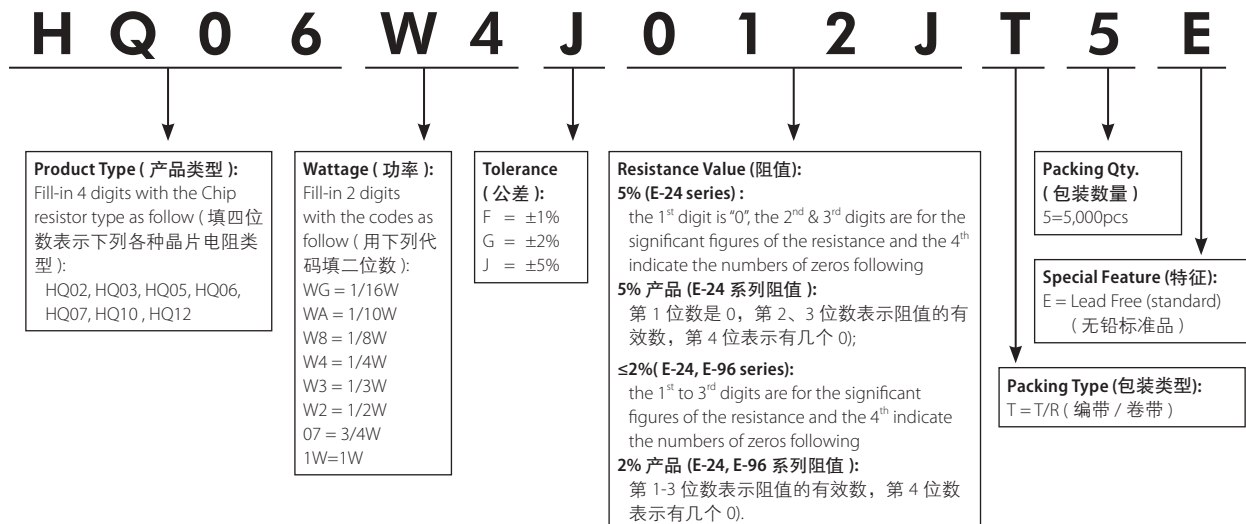 H Q 0 6 W 4 J 0 1 2 J T 5 E
Product Type ( 产品类型 ):
Fill-in 4 digits with the Chip
resistor type as follow ( 填四位
数表示下列各种晶片电阻类
型 ):
HQ02, HQ03, HQ05, HQ06,
HQ07, HQ10 , HQ12
Wattage ( 功率 ):
Fill-in 2 digits
with the codes as
follow ( 用下列代
码填二位数 ):
WG = 1/16W
WA = 1/10W
W8 = 1/8W
W4 = 1/4W
W3 = 1/3W
W2 = 1/2W
07 = 3/4W
1W=1W
Tolerance
( 公差 ):
F = ±1%
G = ±2%
J = ±5%
Resistance Value (阻值):
5% (E-24 series) :
the 1st digit is "0", the 2nd & 3rd digits are for the
significant figures of the resistance and the 4th
indicate the numbers of zeros following
5% 产品 (E-24 系列阻值 ):
第 1 位数是 0，第 2、3 位数表示阻值的有
效数，第 4 位表示有几个 0);
≤2%( E-24, E-96 series):
the 1st to 3rd digits are for the significant
figures of the resistance and the 4th indicate
the numbers of zeros following
2% 产品 (E-24, E-96 系列阻值 ):
第 1-3 位数表示阻值的有效数，第 4 位数
表示有几个 0).
Packing Qty.
( 包装数量 )
5=5,000pcs
Special Feature (特征):
E = Lead Free (standard)
( 无铅标准品 )
Packing Type (包装类型):
T = T/R ( 编带 / 卷带 )